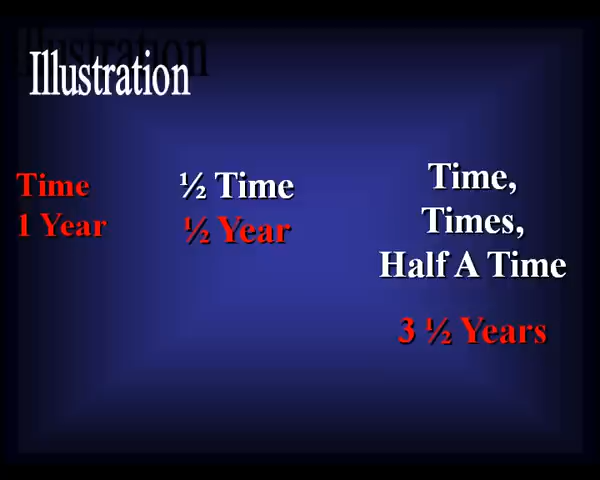 Illustration
Time
1 Year
½ Time
½ Year
Time,
Times,
Half A Time
3 ½ Years